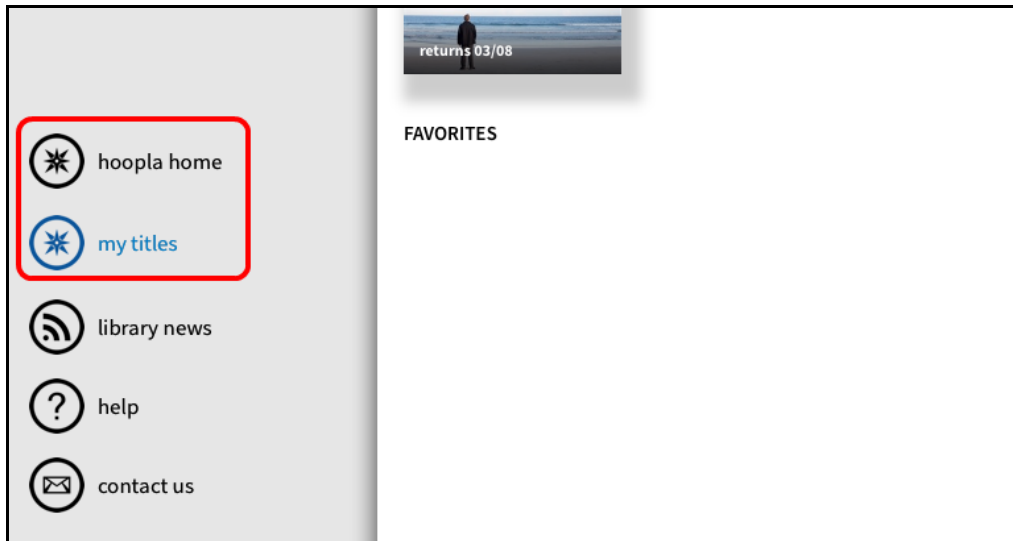 returns 03/08
FAVORITES
hoopla home
my titles
library news
help
contact us